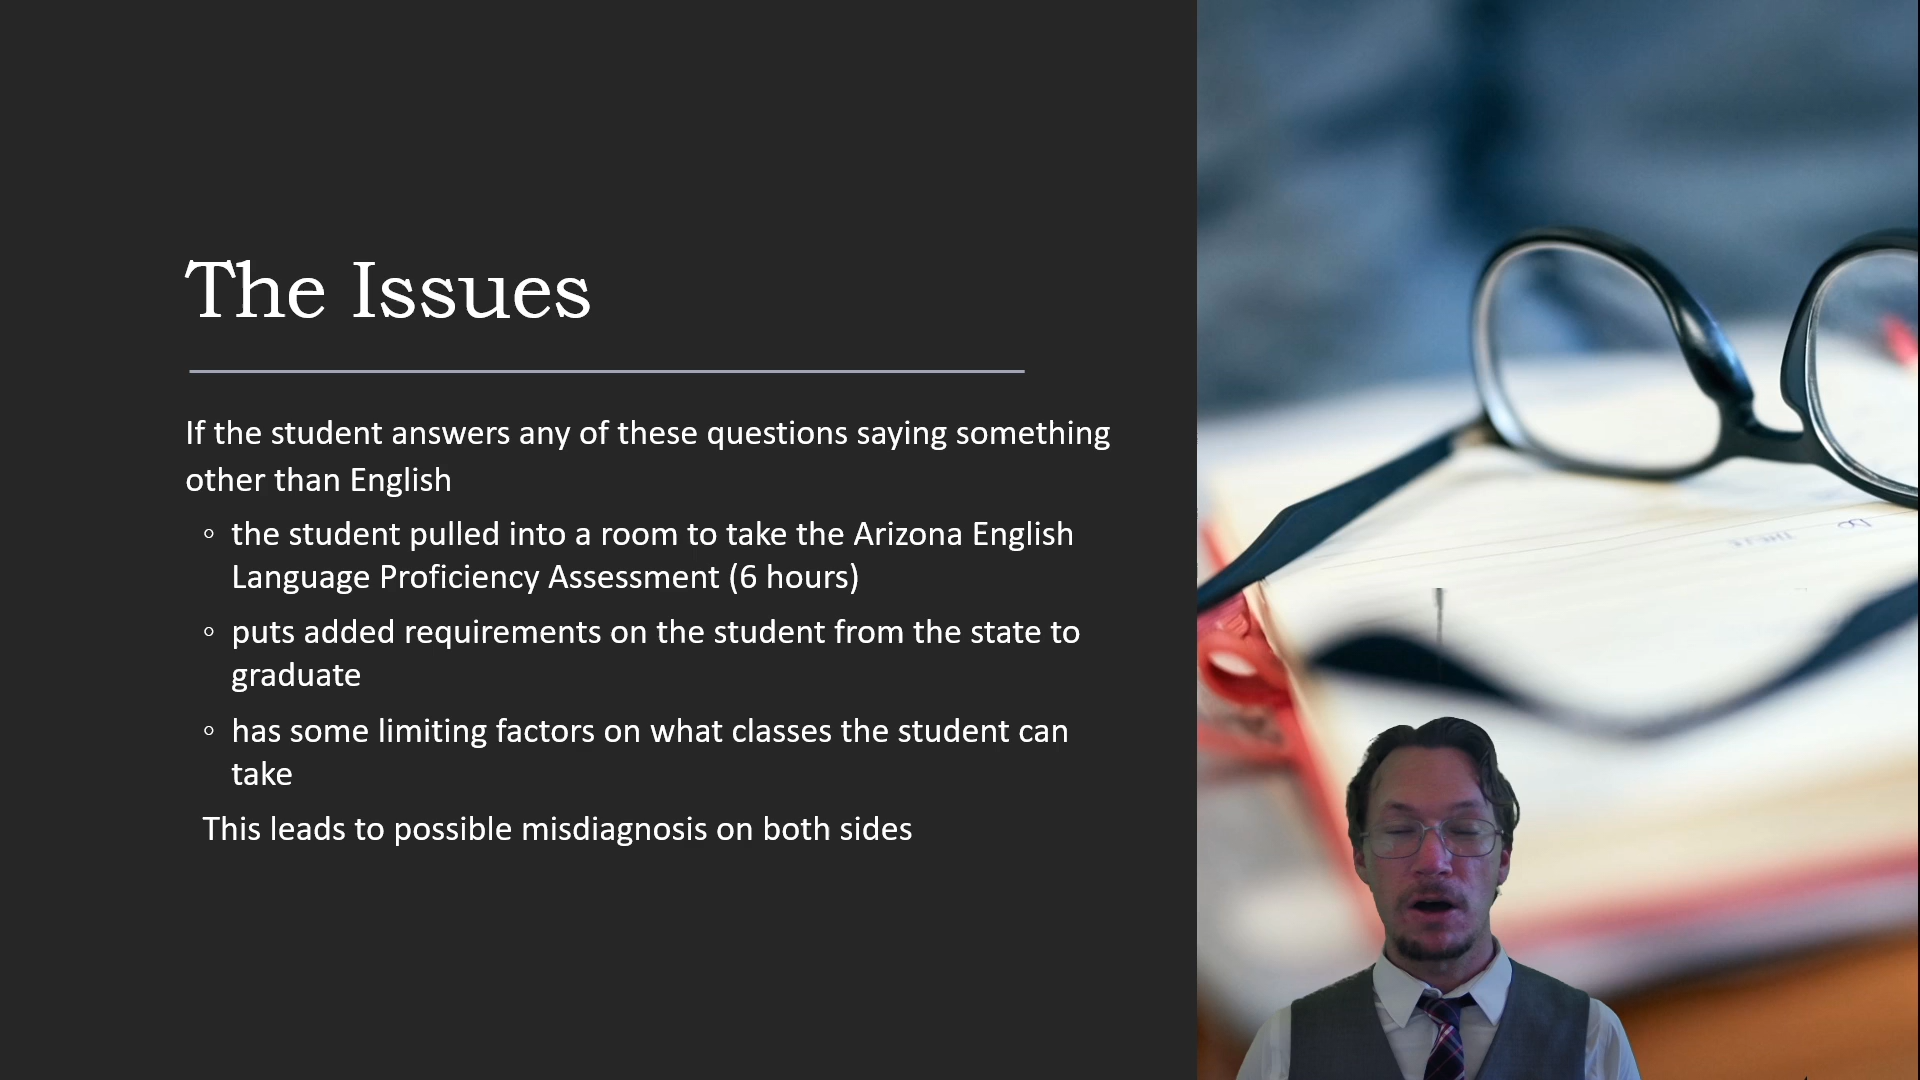 The Issues
If the student answers any of these questions saying something
other than English
◦ the student pulled into a room to take the Arizona English
Language Proficiency Assessment (6 hours)
◦ puts added requirements on the student from the state to
graduate
◦ has some limiting factors on what classes the student can
take
This leads to possible misdiagnosis on both sides